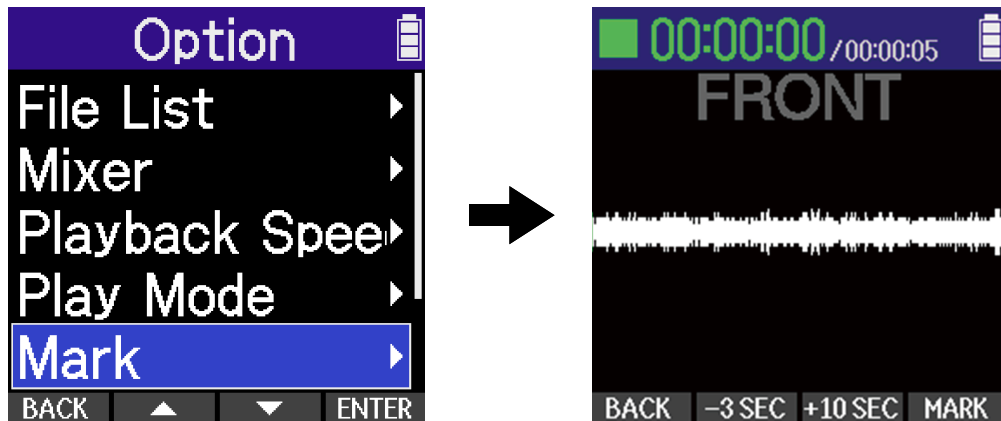 Option
File List
Mixer
Playback Spee
Play Mode
Mark
BACK ENTER
00:00:00/00:00:05
FRONT
BACK -3 SEC +10 SEC MARK